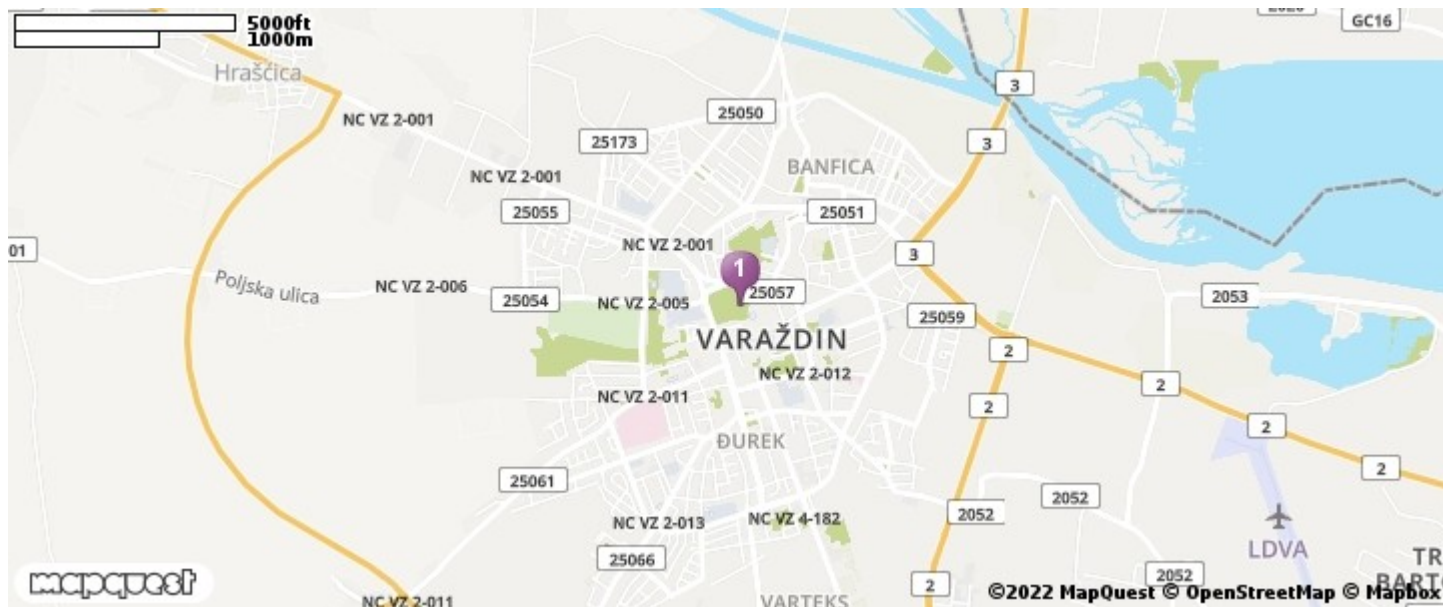 5000ft
1000m
2020
GC16
Hrašćica
3
NC VZ 2-001
25050
25173
3
BANFICA
NC VZ 2-001
25055
25051
01
NC VZ 2-001
3
1
Poljska ulica
NC VZ 2-006
25054
NC VZ 2-005
25057
2053
25059
VARAŽDIN
2
NC VZ 2-012
2
NC VZ 2-011
2
2
ĐUREK
2
25061
2052
NC VZ 2-013
NC VZ 4-182
2052
LDVA
25066
TR
BARTO
2052
2
mapquest
©2022 MapQuest © OpenStreetMap © Mapbox
NC VZ 2-011
VARTEKS